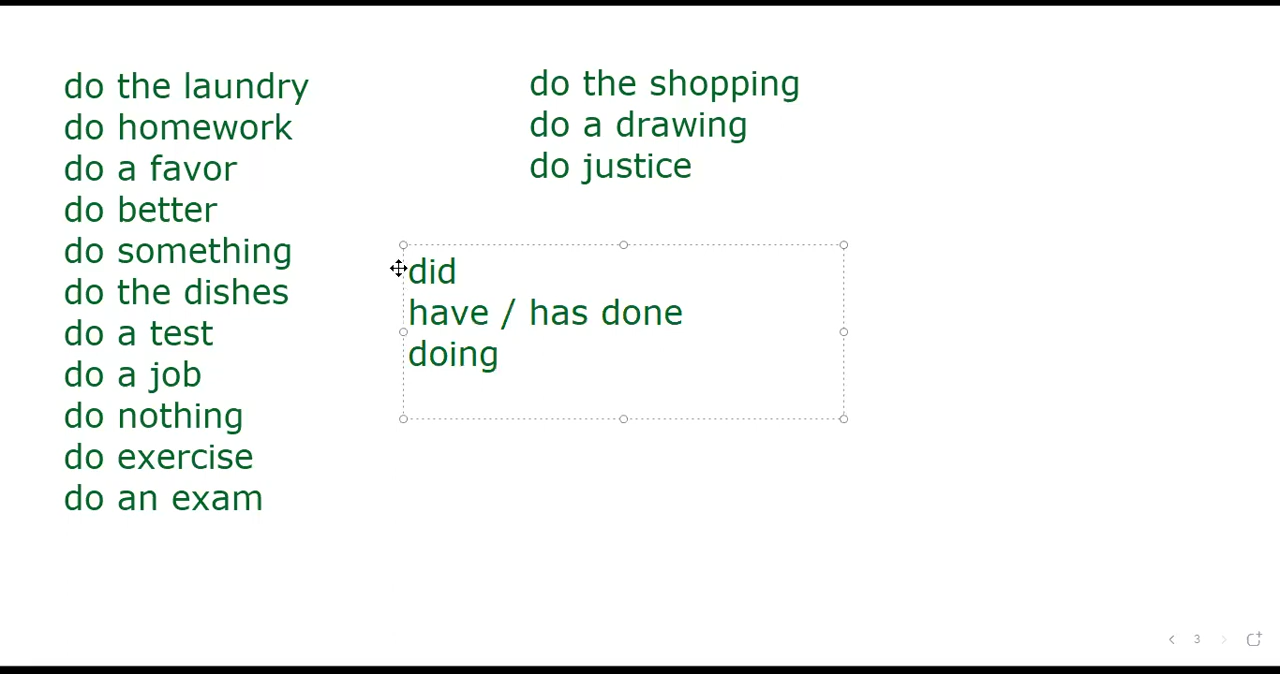 do the laundry
do homework
do a favor
do better
do something
do the dishes
do a test
do a job
do nothing
do exercise
do an exam
do the shopping
do a drawing
do justice
did
have / has done
doing
3